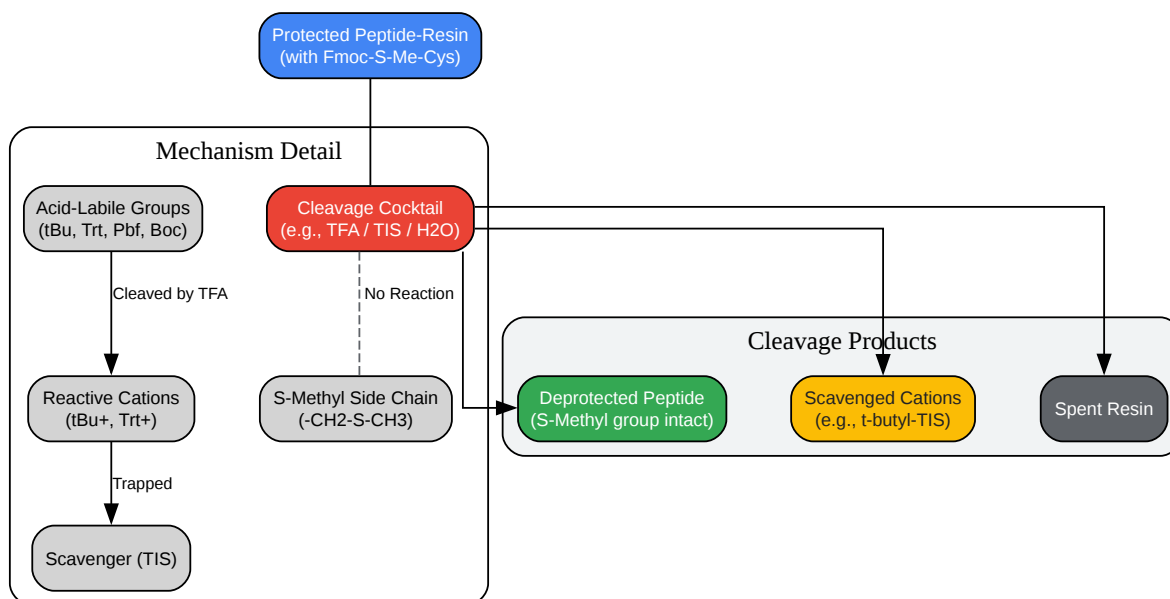 Protected Peptide-Resin
(with Fmoc-S-Me-Cys)
Mechanism Detail
Acid-Labile Groups
(tBu, Trt, Pbf, Boc)
Cleavage Cocktail
(e.g., TFA / TIS / H2O)
Cleaved by TFA
No Reaction
Cleavage Products
Reactive Cations
(tBu+, Trt+)
S-Methyl Side Chain
(-CH2-S-CH3)
Deprotected Peptide
(S-Methyl group intact)
Scavenged Cations
(e.g., t-butyl-TIS)
Spent Resin
Trapped
Scavenger (TIS)